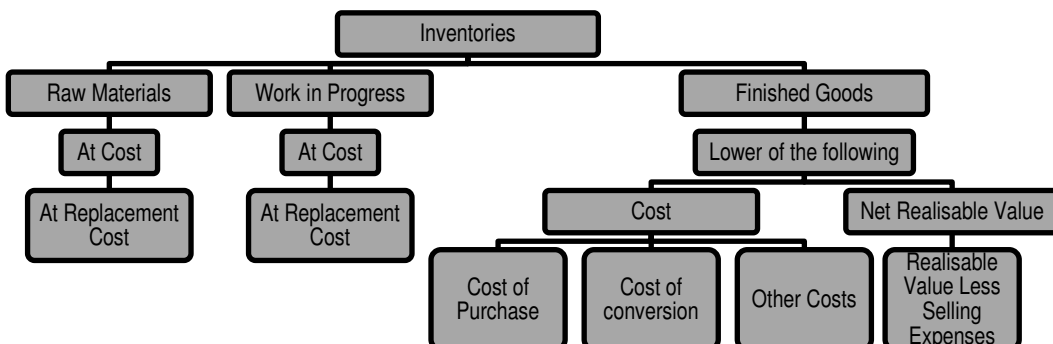 Inventories
Raw Materials
Work in Progress
Finished Goods
At Cost
At Cost
Lower of the following
At Replacement
Cost
At Replacement
Cost
Cost
Net Realisable Value
Cost of
Purchase
Cost of
conversion
Other Costs
Realisable
Value Less
Selling
Expenses